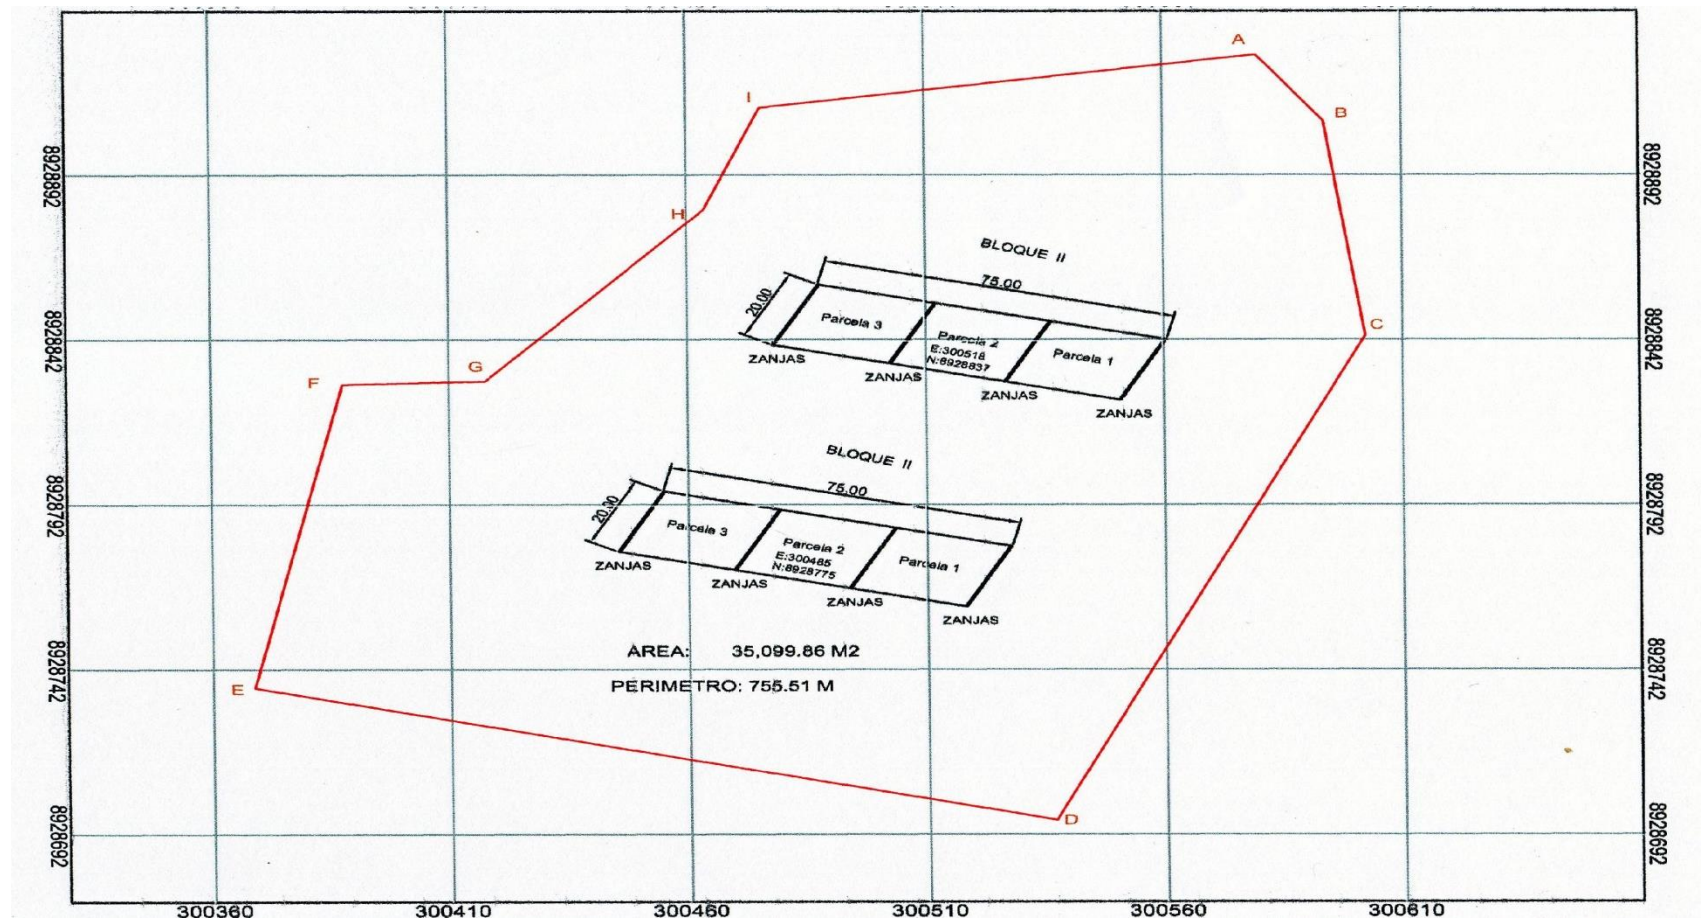 A
B
I
8928892
8928892
H
BLOQUE II
75.00
20.00
Parcela 3
Parcela 2
E:300518
N:8928837
Parcela 1
C
8928842
8928842
ZANJAS
ZANJAS
ZANJAS
ZANJAS
G
F
BLOQUE II
75.00
20.00
8928792
8928792
Parcela 3
Parcela 2
E:300485
N:8928775
Parcela 1
ZANJAS
ZANJAS
ZANJAS
ZANJAS
AREA: 35,099.86 M2
PERIMETRO: 755.51 M
8928742
8928742
E
D
8928692
8928692
300360 300410 300460 300510 300560 300610